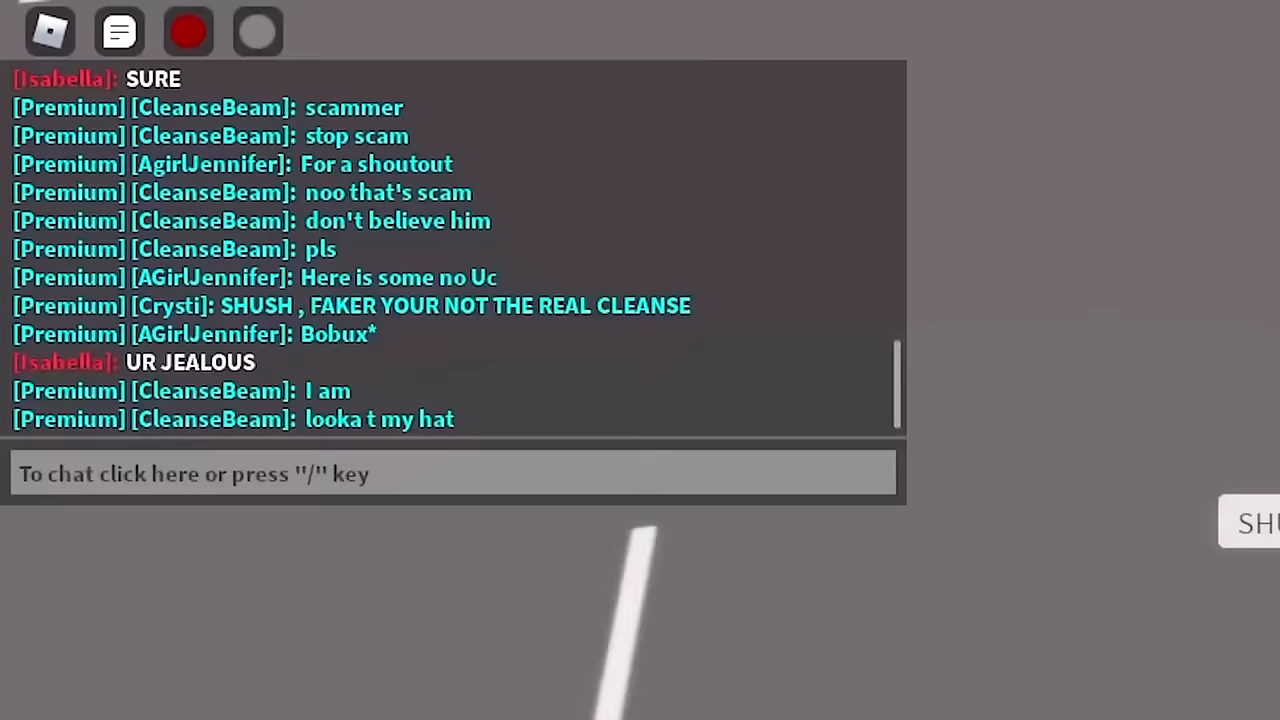 [Isabella]: SURE
[Premium] [CleanseBeam]: scammer
[Premium] [CleanseBeam]: stop scam
[Premium] [AgirlJennifer]: For a shoutout
[Premium] [CleanseBeam]: noo that's scam
[Premium] [CleanseBeam]: don't believe him
[Premium] [CleanseBeam]: pls
[Premium] [AGirlJennifer]: Here is some no Uc
[Premium] [Crysti]: SHUSH , FAKER YOUR NOT THE REAL CLEANSE
[Premium] [AGirlJennifer]: Bobux*
[Isabella]: UR JEALOUS
[Premium] [CleanseBeam]: I am
[Premium] [CleanseBeam]: looka t my hat
To chat click here or press "/" key